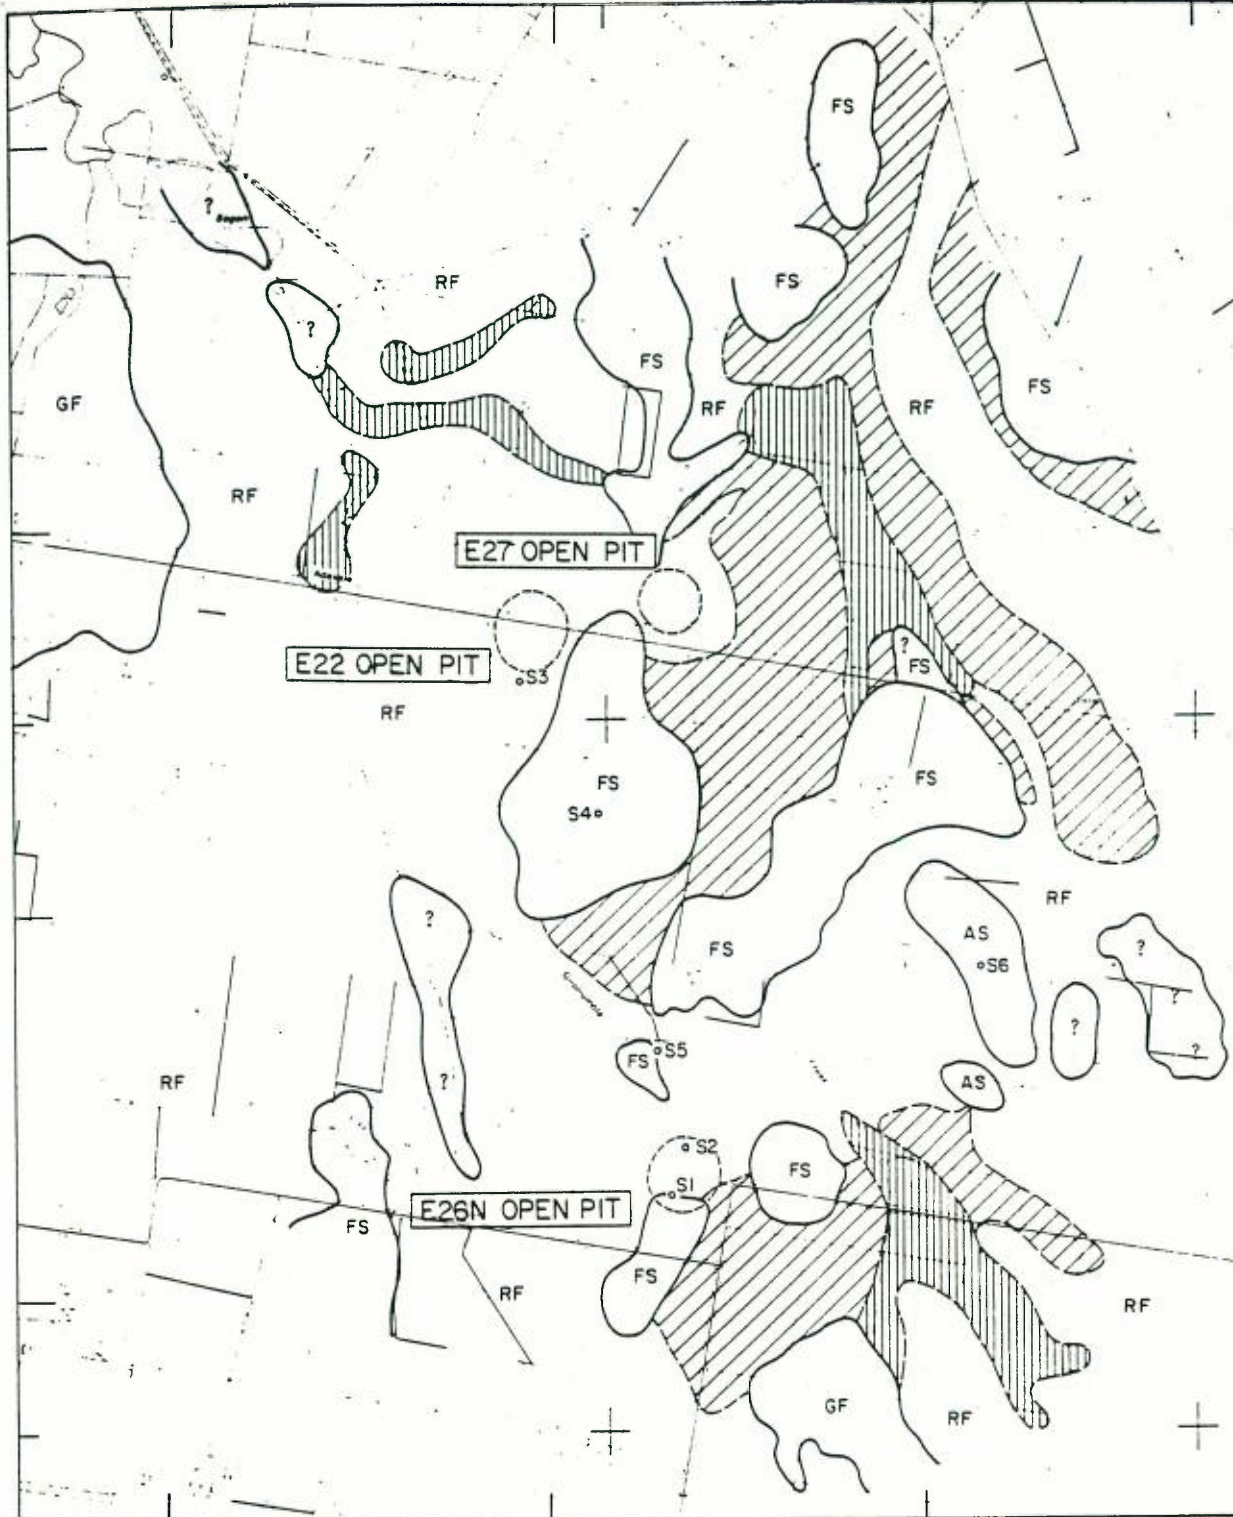 FS
?
Bogan
FS
RF
?
FS
GF
FS
RF
RF
RF
E27 OPEN PIT
E22 OPEN PIT
S3
?
FS
RF
FS
FS
S4
?
RF
FS
AS
S6
?
?
?
?
FS
S5
RF
?
AS
S2
FS
S1
E26N OPEN PIT
FS
FS
RF
RF
GF
RF